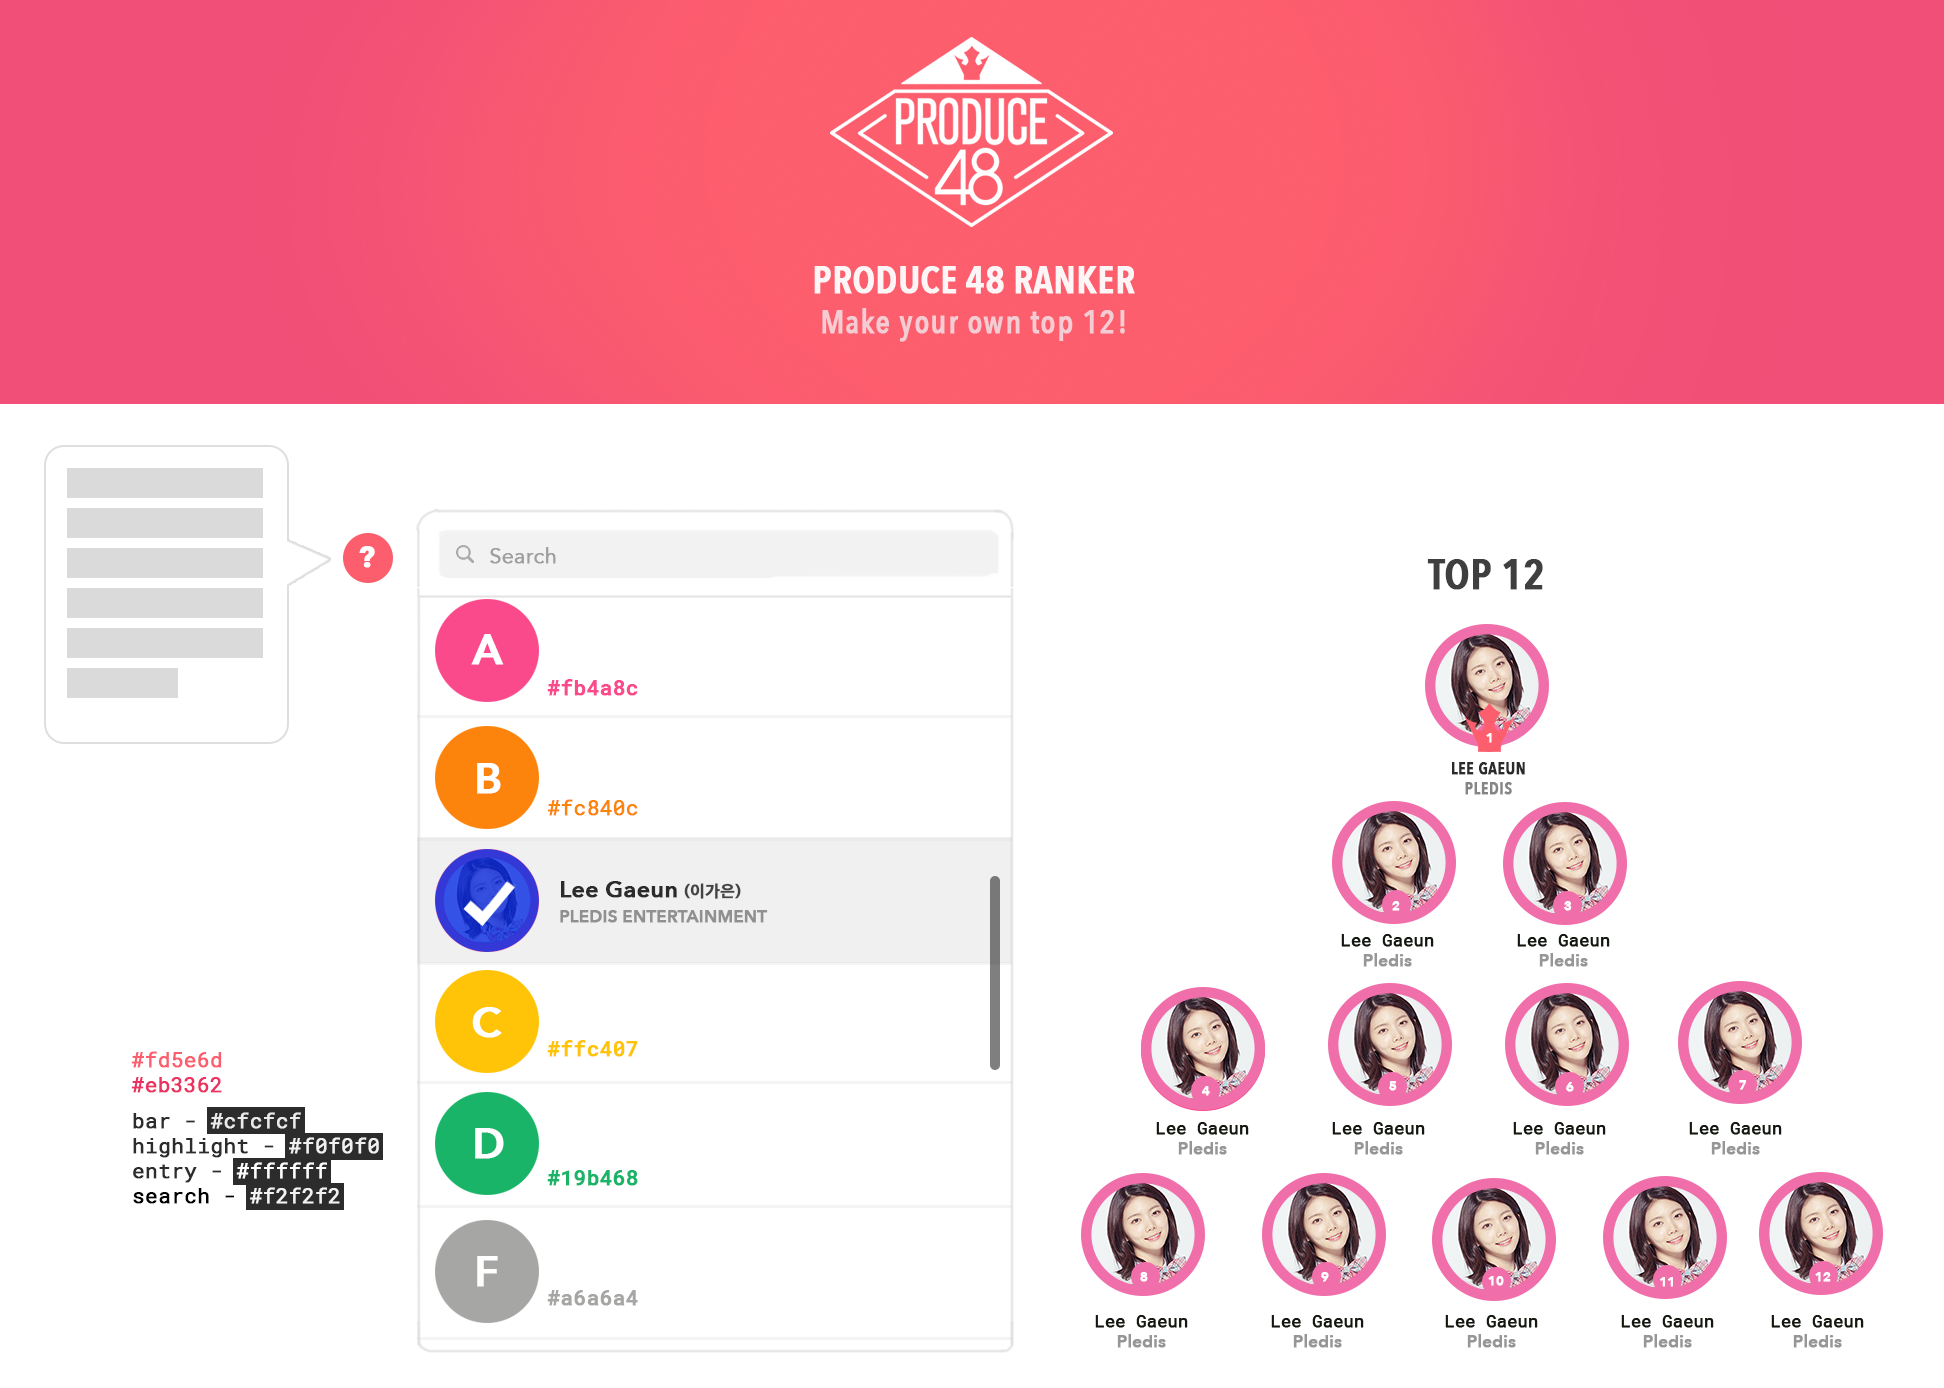 PRODUCE
48
PRODUCE 48 RANKER
Make your own top 12!
?
Search
A
#fb4a8c
B
#fc840c
Lee Gaeun (이가은)
PLEDIS ENTERTAINMENT
C
#ffc407
D
#19b468
F
#a6a6a4
#fd5e6d
#eb3362
bar - #cfcfcf
highlight - #f0f0f0
entry - #ffffff
search - #f2f2f2
TOP 12
1
LEE GAEUN
PLEDIS
2
Lee Gaeun
Pledis
3
Lee Gaeun
Pledis
4
Lee Gaeun
Pledis
5
Lee Gaeun
Pledis
6
Lee Gaeun
Pledis
7
Lee Gaeun
Pledis
8
Lee Gaeun
Pledis
9
Lee Gaeun
Pledis
10
Lee Gaeun
Pledis
11
Lee Gaeun
Pledis
12
Lee Gaeun
Pledis